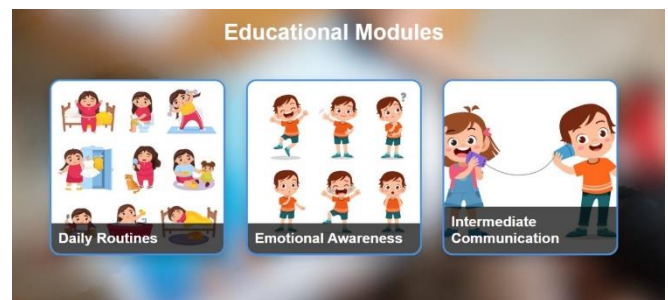 Educational Modules
Daily Routines
Emotional Awareness
Intermediate
Communication
?